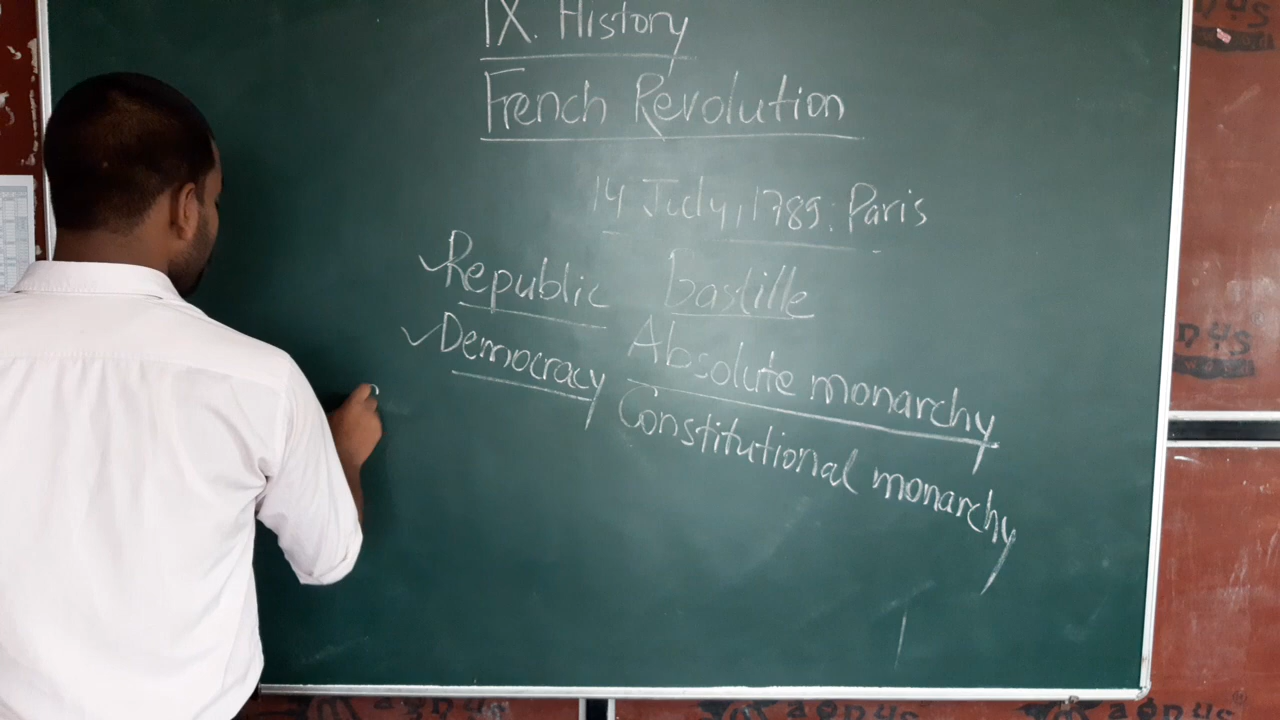 IX. History
French Revolution
14 July, 1789: Paris
Republic Bastille
Democracy Absolute monarchy
Constitutional monarchy